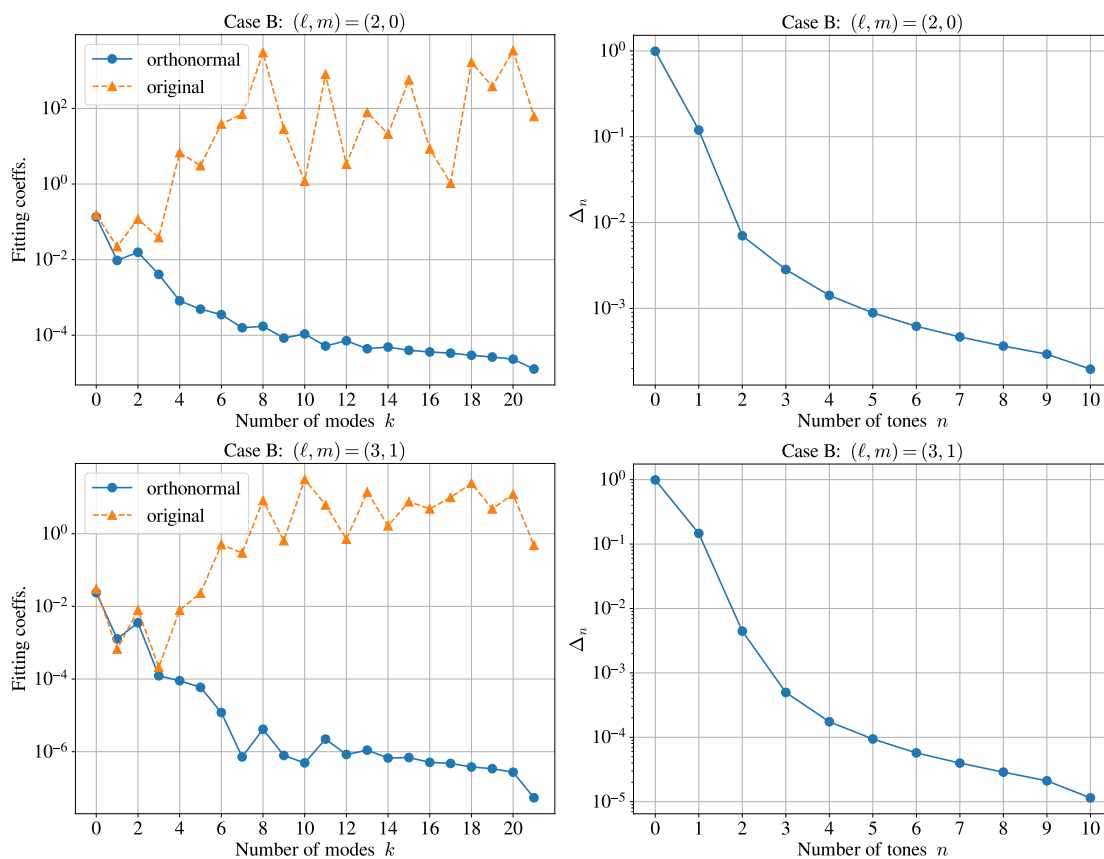 Case B: (ℓ, m) = (2, 0)
orthonormal
original
Fitting coeffs.
10^2
10^0
10^−2
10^−4
0 2 4 6 8 10 12 14 16 18 20
Number of modes k
Case B: (ℓ, m) = (2, 0)
Δ_n
10^0
10^−1
10^−2
10^−3
0 1 2 3 4 5 6 7 8 9 10
Number of tones n
Case B: (ℓ, m) = (3, 1)
orthonormal
original
Fitting coeffs.
10^0
10^−2
10^−4
10^−6
0 2 4 6 8 10 12 14 16 18 20
Number of modes k
Case B: (ℓ, m) = (3, 1)
Δ_n
10^0
10^−1
10^−2
10^−3
10^−4
10^−5
0 1 2 3 4 5 6 7 8 9 10
Number of tones n